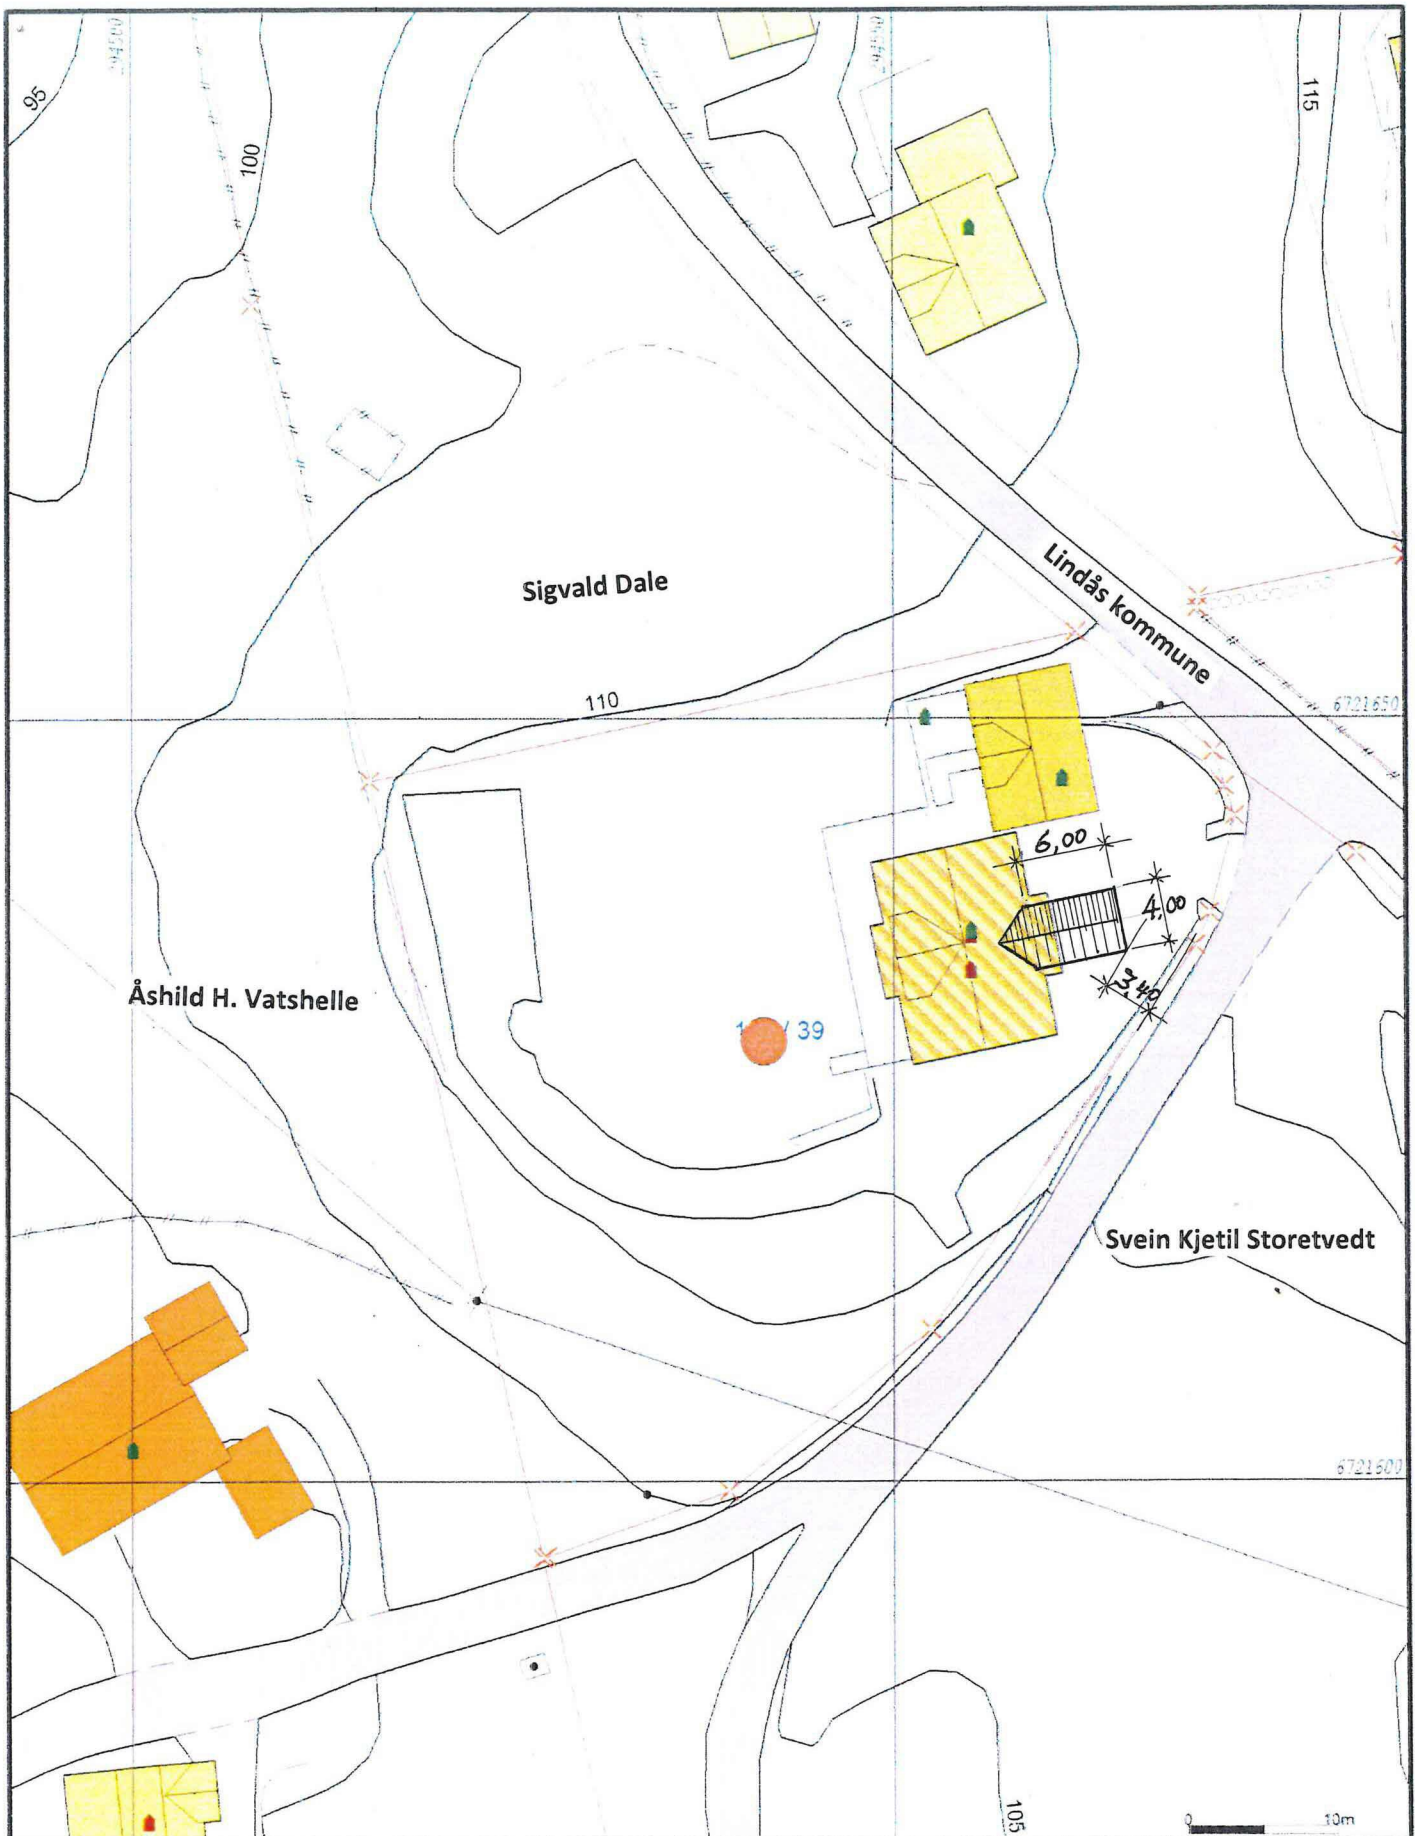 95
100
115
Sigvald Dale
Lindås kommune
110
6721650
6,00
4,00
3,40
Åshild H. Vatshelle
/ 39
Svein Kjetil Storetvedt
6721600
105
0 10m